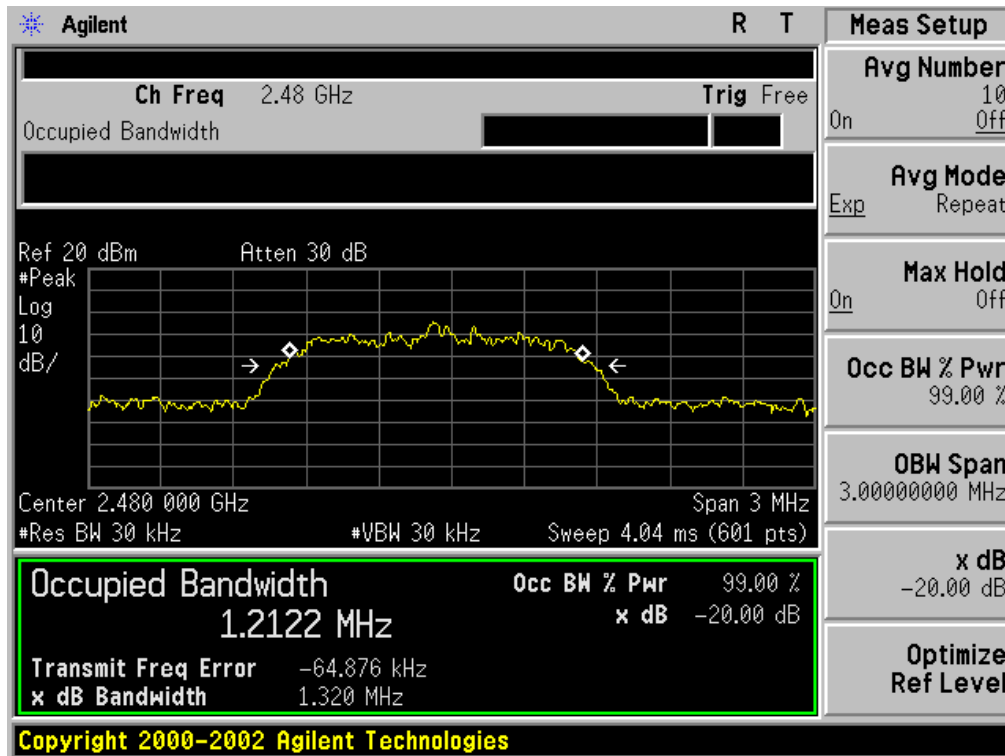 Agilent R T
Ch Freq 2.48 GHz Trig Free
Occupied Bandwidth
Ref 20 dBm Atten 30 dB
#Peak
Log
10
dB/
Center 2.480 000 GHz Span 3 MHz
#Res BW 30 kHz #VBW 30 kHz Sweep 4.04 ms (601 pts)
Occupied Bandwidth
1.2122 MHz
Occ BW % Pwr 99.00 %
x dB -20.00 dB
Transmit Freq Error -64.876 kHz
x dB Bandwidth 1.320 MHz
Copyright 2000-2002 Agilent Technologies
Meas Setup
Avg Number
10
On Off
Avg Mode
Exp Repeat
Max Hold
On Off
Occ BW % Pwr
99.00 %
OBW Span
3.00000000 MHz
x dB
-20.00 dB
Optimize
Ref Level